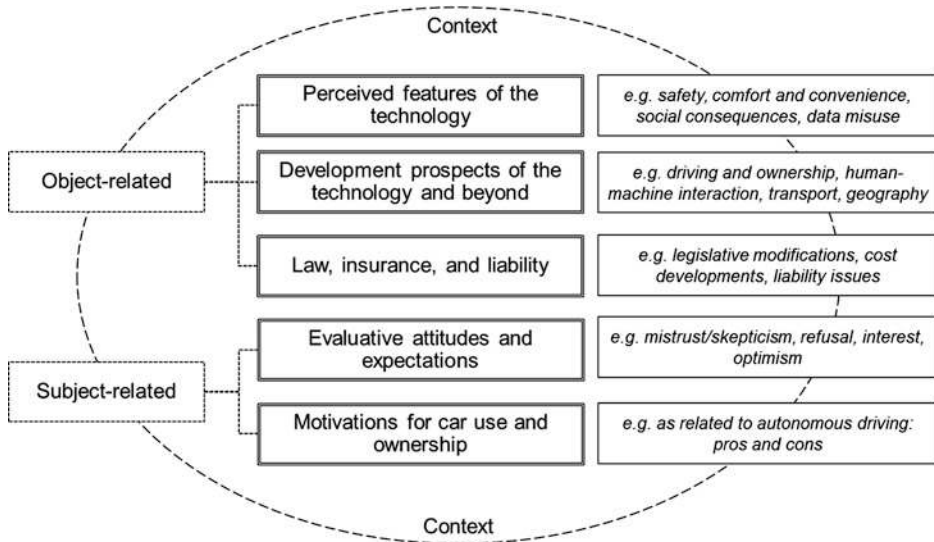 Context
Perceived features of the
technology
e.g. safety, comfort and convenience,
social consequences, data misuse
Object-related
Development prospects of the
technology and beyond
e.g. driving and ownership, human-
machine interaction, transport, geography
Law, insurance, and liability
e.g. legislative modifications, cost
developments, liability issues
Subject-related
Evaluative attitudes and
expectations
e.g. mistrust/skepticism, refusal, interest,
optimism
Motivations for car use and
ownership
e.g. as related to autonomous driving:
pros and cons
Context